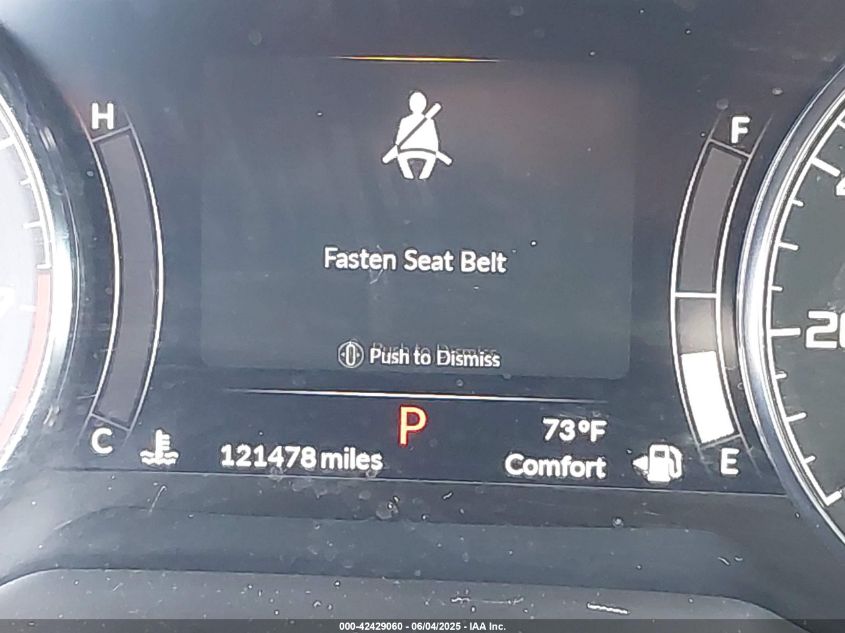 H
F
Fasten Seat Belt
Push to Dismiss
P
73°F
C
121478 miles
Comfort
E
000-42429060 - 06/04/2025 - IAA Inc.